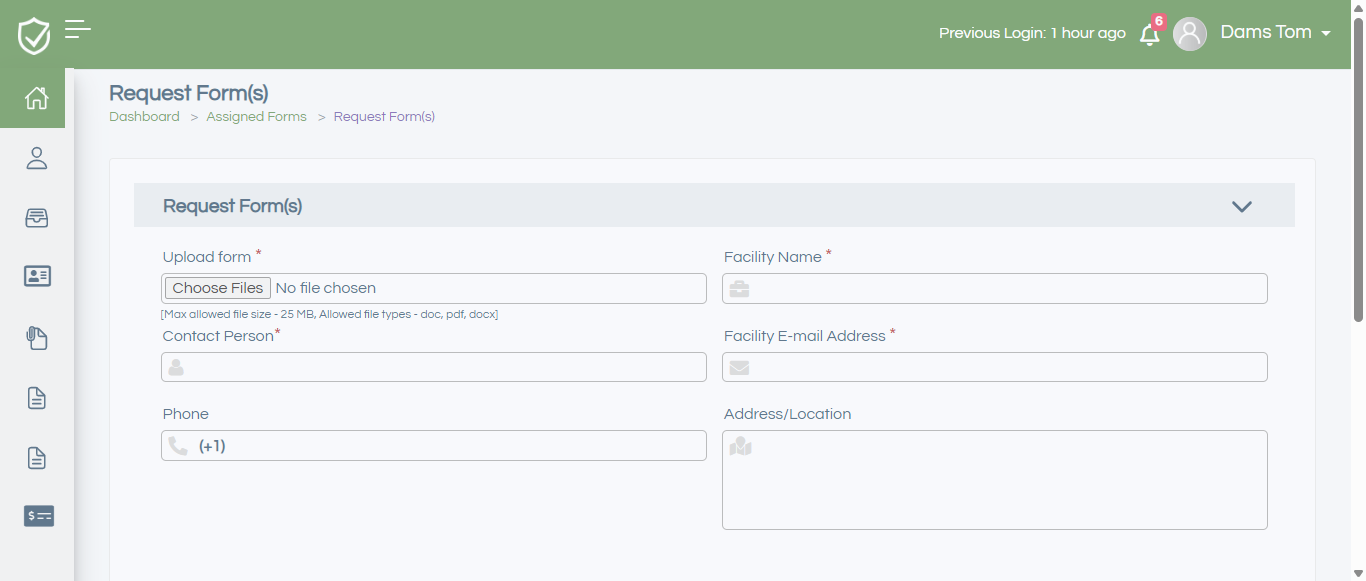 Previous Login: 1 hour ago
6
Dams Tom
Request Form(s)
Dashboard > Assigned Forms > Request Form(s)
Request Form(s)
Upload form *
Facility Name *
Choose Files No file chosen
[Max allowed file size - 25 MB, Allowed file types - doc, pdf, docx]
Contact Person*
Facility E-mail Address *
Phone
Address/Location
(+1)